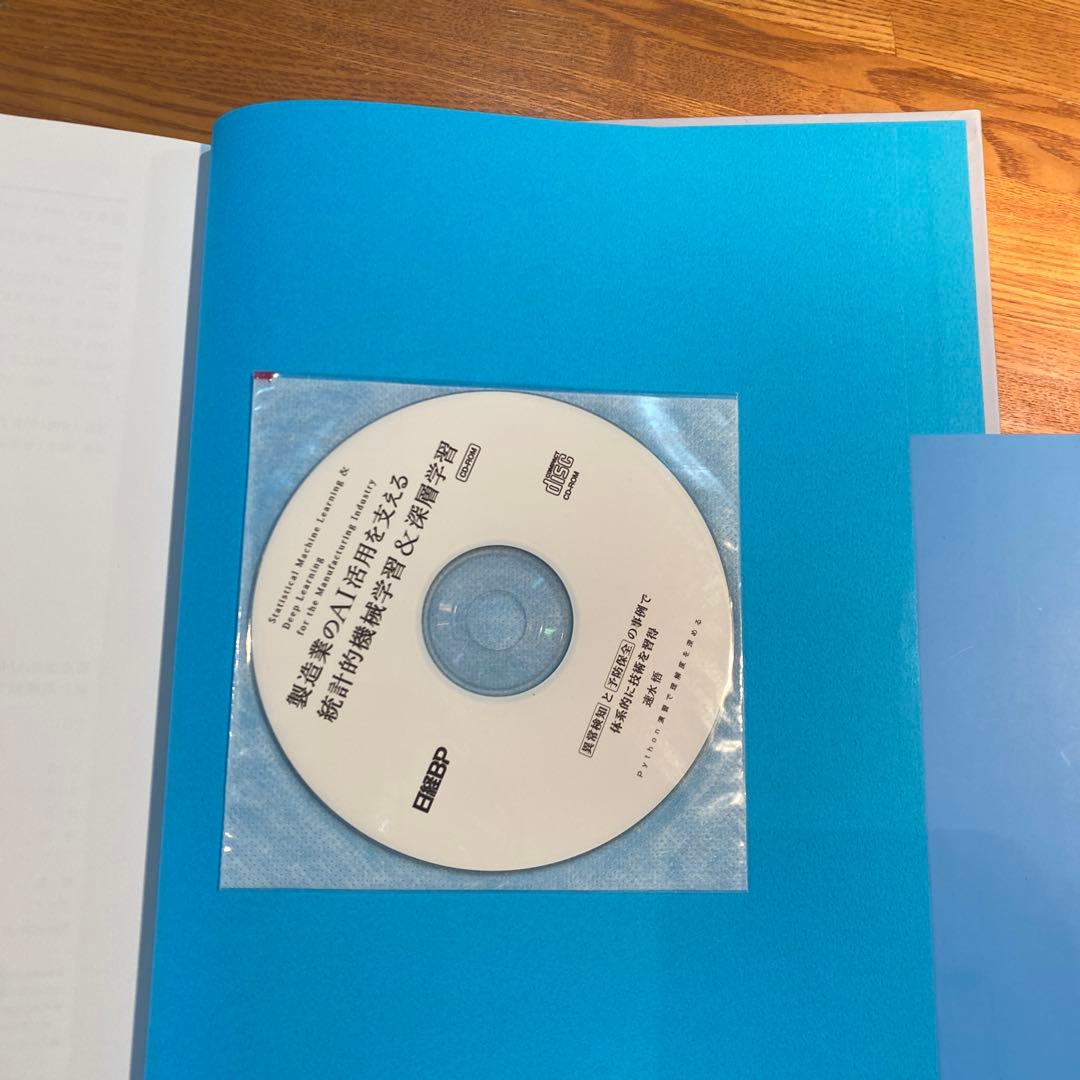 Statistical Machine Learning &
Deep Learning
for the Manufacturing Industry
製造業のAI活用を支える
統計的機械学習&深層学習
CD-ROM
COMPACT
disc
CD-ROM
日経BP
異常検知と予防保全の事例で
体系的に技術を習得
速水 悟
Python演習で理解度を深める